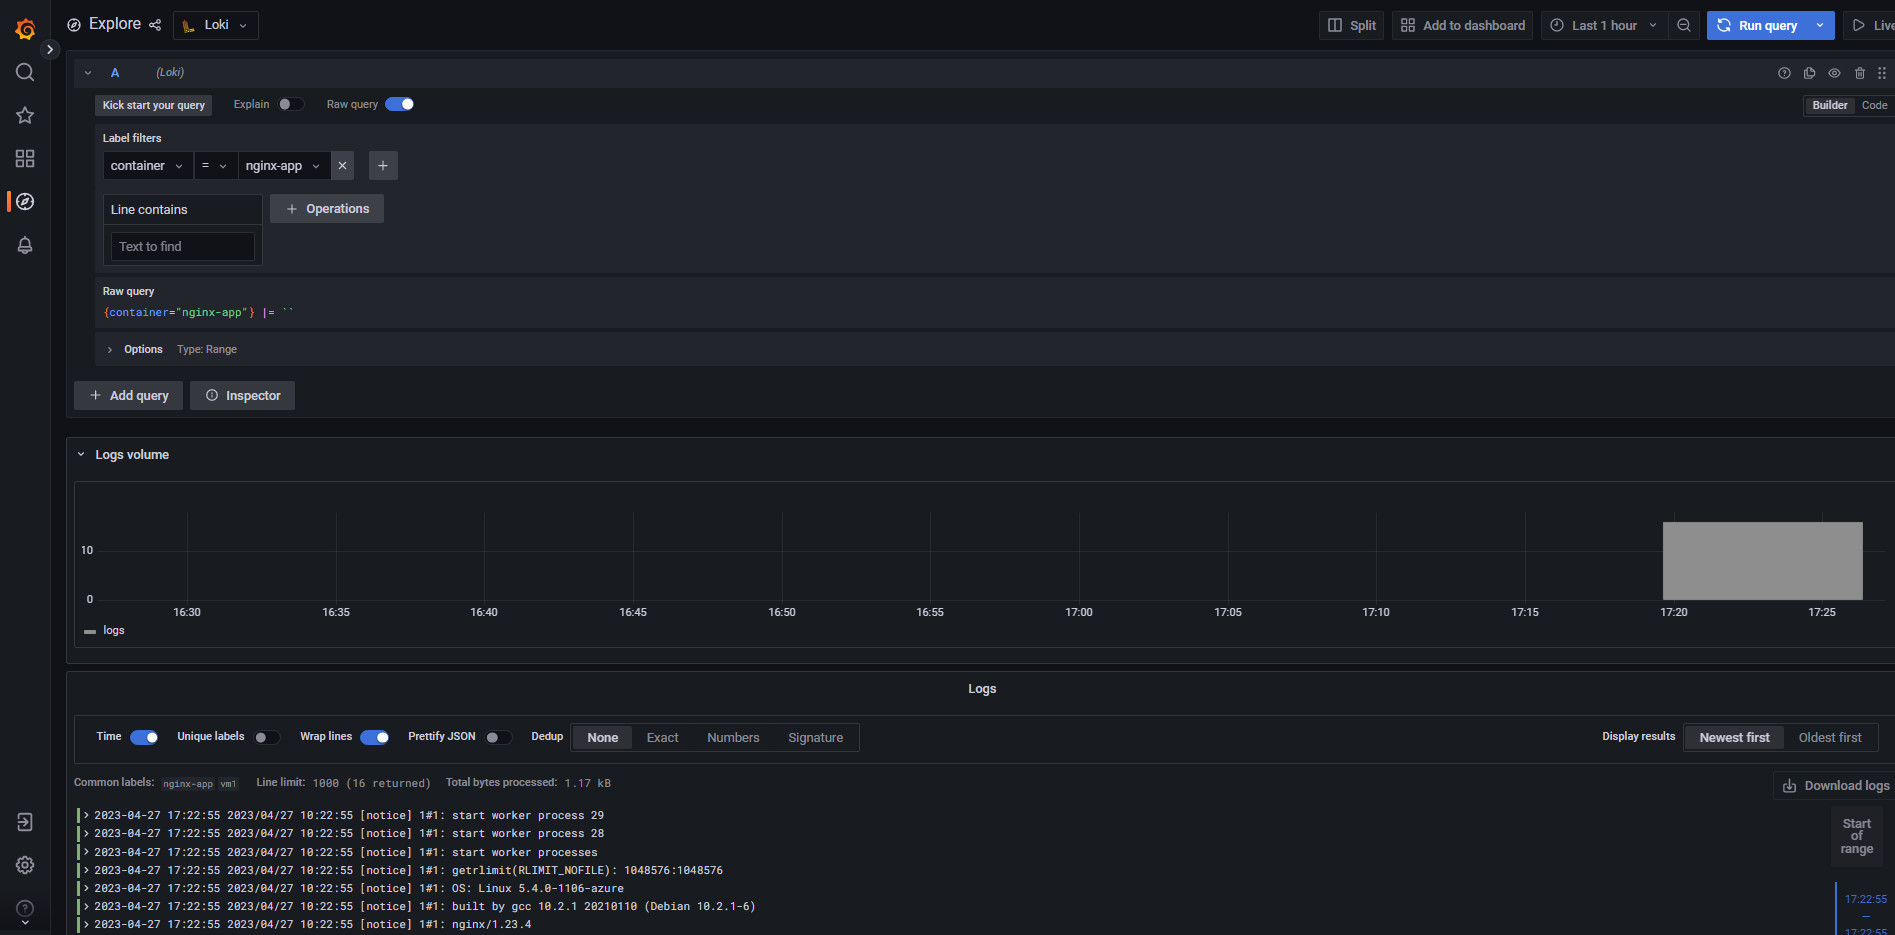 Explore Loki Split Add to dashboard Last 1 hour Run query Live
A (Loki)
Kick start your query Explain Raw query Builder Code
Label filters
container = nginx-app
Line contains Operations
Text to find
Raw query
{container="nginx-app"} |= ``
Options Type: Range
Add query Inspector
Logs volume
10
0
16:30 16:35 16:40 16:45 16:50 16:55 17:00 17:05 17:10 17:15 17:20 17:25
logs
Logs
Time Unique labels Wrap lines Prettify JSON Dedup None Exact Numbers Signature Display results Newest first Oldest first
Common labels: nginx-app vm1 Line limit: 1000 (16 returned) Total bytes processed: 1.17 kB Download logs
2023-04-27 17:22:55 2023/04/27 10:22:55 [notice] 1#1: start worker process 29
2023-04-27 17:22:55 2023/04/27 10:22:55 [notice] 1#1: start worker process 28
2023-04-27 17:22:55 2023/04/27 10:22:55 [notice] 1#1: start worker processes
2023-04-27 17:22:55 2023/04/27 10:22:55 [notice] 1#1: getrlimit(RLIMIT_NOFILE): 1048576:1048576
2023-04-27 17:22:55 2023/04/27 10:22:55 [notice] 1#1: OS: Linux 5.4.0-1106-azure
2023-04-27 17:22:55 2023/04/27 10:22:55 [notice] 1#1: built by gcc 10.2.1 20210110 (Debian 10.2.1-6)
2023-04-27 17:22:55 2023/04/27 10:22:55 [notice] 1#1: nginx/1.23.4
Start
of
range
17:22:55
—
17:22:55